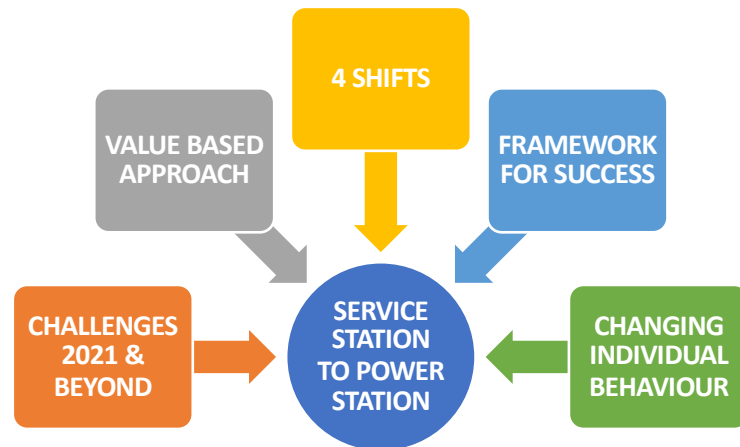 4 SHIFTS
VALUE BASED
APPROACH
FRAMEWORK
FOR SUCCESS
CHALLENGES
2021 &
BEYOND
SERVICE
STATION
TO POWER
STATION
CHANGING
INDIVIDUAL
BEHAVIOUR